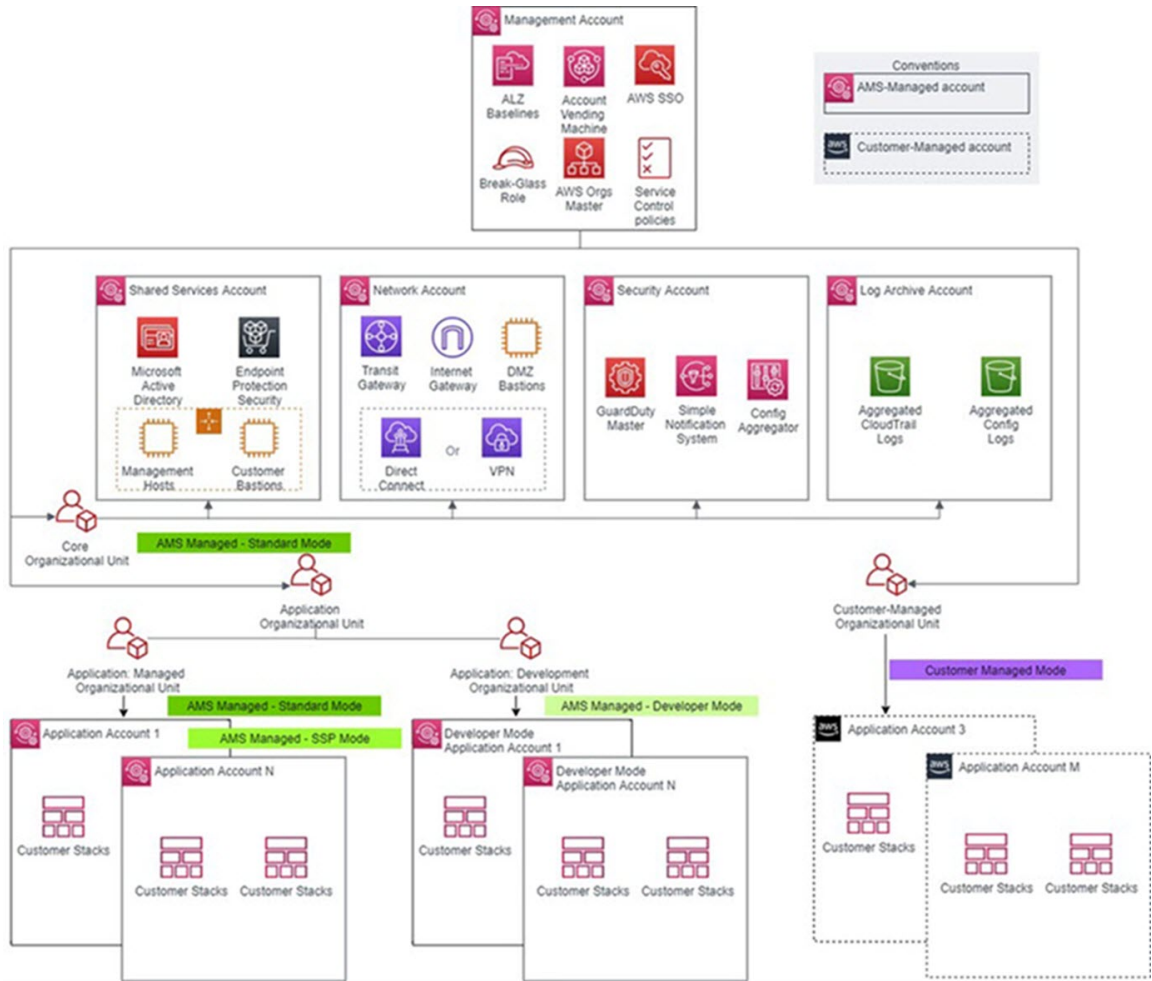 Management Account
ALZ
Baselines
Account
Vending
Machine
AWS SSO
Break-Glass
Role
AWS Orgs
Master
Service
Control
policies
Conventions
AMS-Managed account
aws
Customer-Managed account
Shared Services Account
Microsoft
Active
Directory
Endpoint
Protection
Security
Management
Hosts
Customer
Bastions
Network Account
Transit
Gateway
Internet
Gateway
DMZ
Bastions
Direct
Connect
Or
VPN
Security Account
GuardDuty
Master
Simple
Notification
System
Config
Aggregator
Log Archive Account
Aggregated
CloudTrail
Logs
Aggregated
Config
Logs
Core
Organizational Unit
AMS Managed - Standard Mode
Application
Organizational Unit
Customer-Managed
Organizational Unit
Application: Managed
Organizational Unit
Application: Development
Organizational Unit
Customer Managed Mode
AMS Managed - Standard Mode
AMS Managed - Developer Mode
Application Account 1
AMS Managed - SSP Mode
Customer Stacks
Application Account N
Customer Stacks
Customer Stacks
Developer Mode
Application Account 1
Customer Stacks
Developer Mode
Application Account N
Customer Stacks
Customer Stacks
aws
Application Account 3
Customer Stacks
aws
Application Account M
Customer Stacks
Customer Stacks